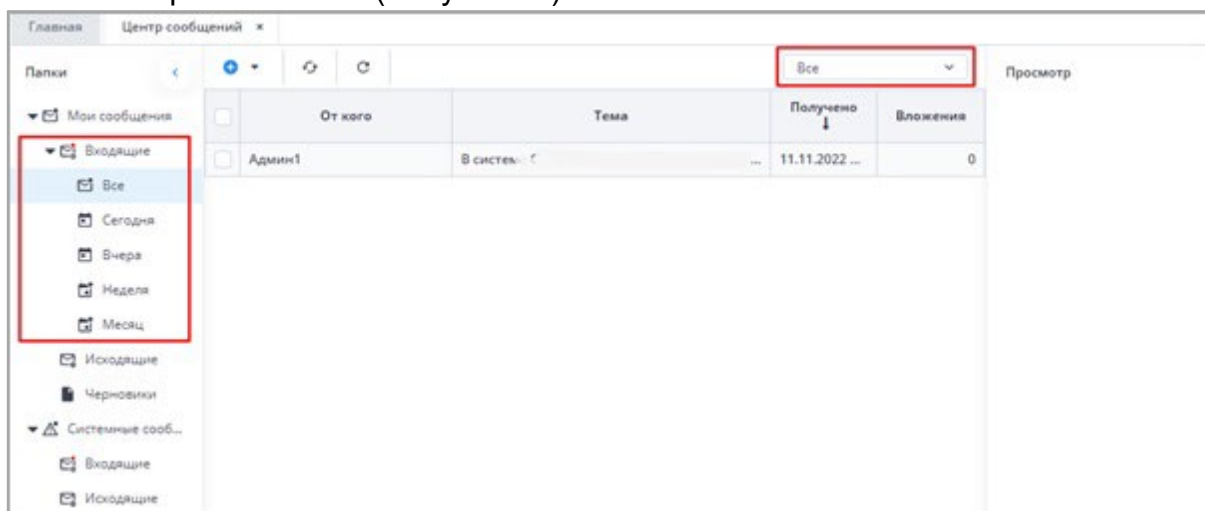 Главная Центр сообщений ×
Папки Все Просмотр
Мои сообщения От кого Тема Получено Вложения
Входящие Админ1 ... 11.11.2022 ... 0
Все
Сегодня
Вчера
Неделя
Месяц
Исходящие
Черновики
Системные сооб...
Входящие
Исходящие